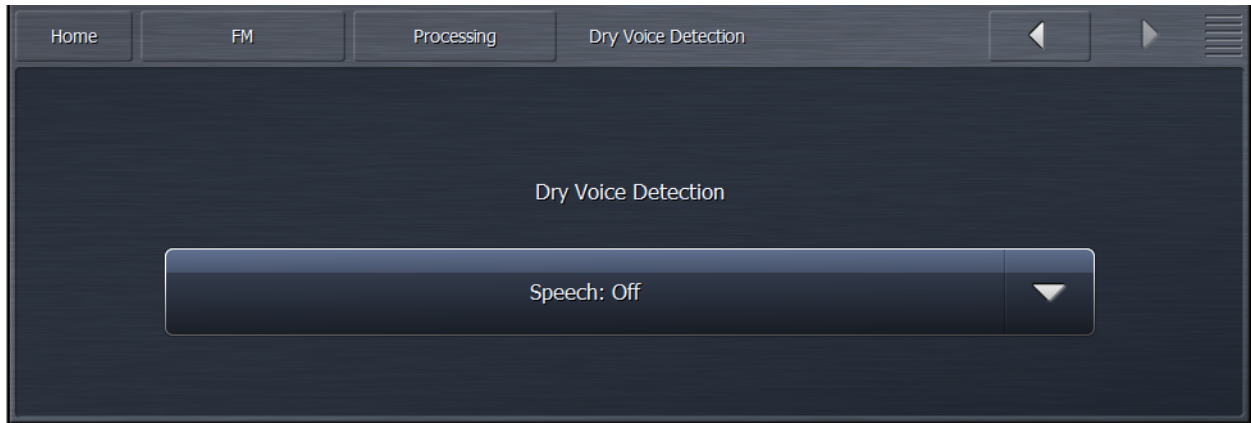 Home FM Processing Dry Voice Detection
Dry Voice Detection
Speech: Off